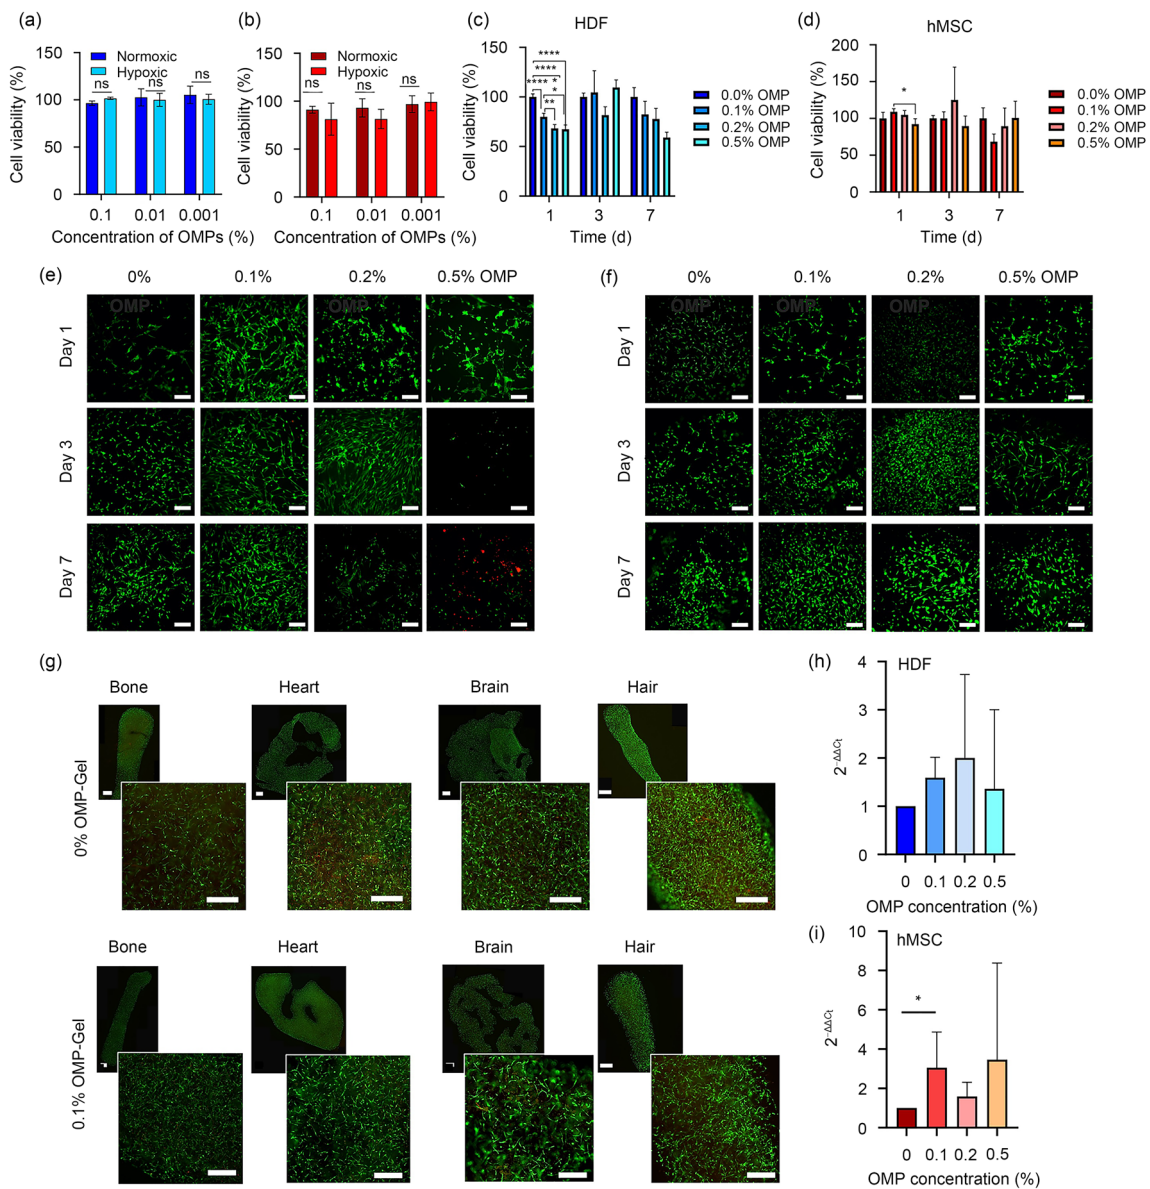 (a)
150
100
50
0
Cell viability (%)
Normoxic
Hypoxic
ns
ns
ns
0.1
0.01
0.001
Concentration of OMPs (%)
(b)
150
100
50
0
Cell viability (%)
Normoxic
Hypoxic
ns
ns
ns
0.1
0.01
0.001
Concentration of OMPs (%)
(c)
HDF
150
100
50
0
Cell viability (%)
****
****
****
*
*
**
0.0% OMP
0.1% OMP
0.2% OMP
0.5% OMP
1
3
7
Time (d)
(d)
hMSC
200
150
100
50
0
Cell viability (%)
*
0.0% OMP
0.1% OMP
0.2% OMP
0.5% OMP
1
3
7
Time (d)
(e)
0%
0.1%
0.2%
0.5% OMP
OMP
OMP
Day 1
Day 3
Day 7
(f)
0%
0.1%
0.2%
0.5% OMP
OMP
OMP
Day 1
Day 3
Day 7
(g)
Bone
Heart
Brain
Hair
0% OMP-Gel
Bone
Heart
Brain
Hair
0.1% OMP-Gel
(h)
HDF
4
3
2
1
0
2−ΔΔCt
0
0.1
0.2
0.5
OMP concentration (%)
(i)
hMSC
10
8
6
4
2
0
2−ΔΔCt
*
0
0.1
0.2
0.5
OMP concentration (%)